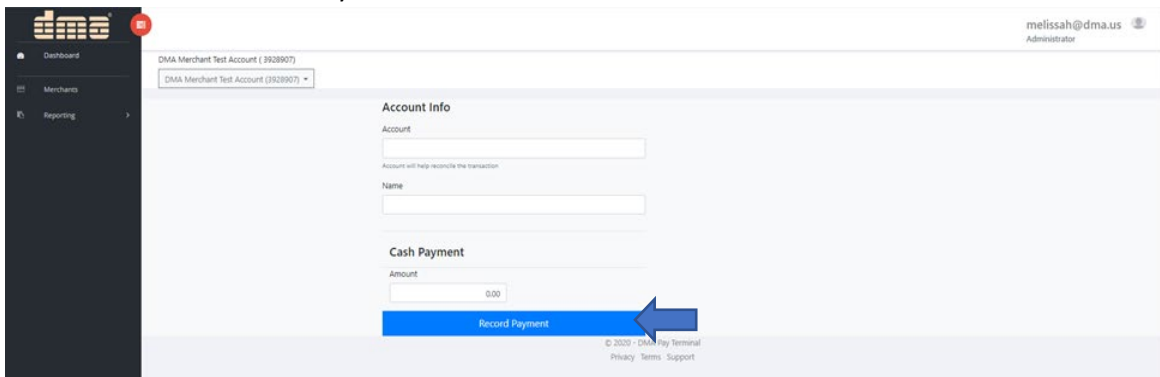 dma
melissah@dma.us
Administrator
Dashboard
Merchants
Reporting
DMA Merchant Test Account ( 3928907)
DMA Merchant Test Account (3928907)
Account Info
Account
Account will help reconcile the transaction
Name
Cash Payment
Amount
0.00
Record Payment
© 2020 - DMA Pay Terminal
Privacy Terms Support